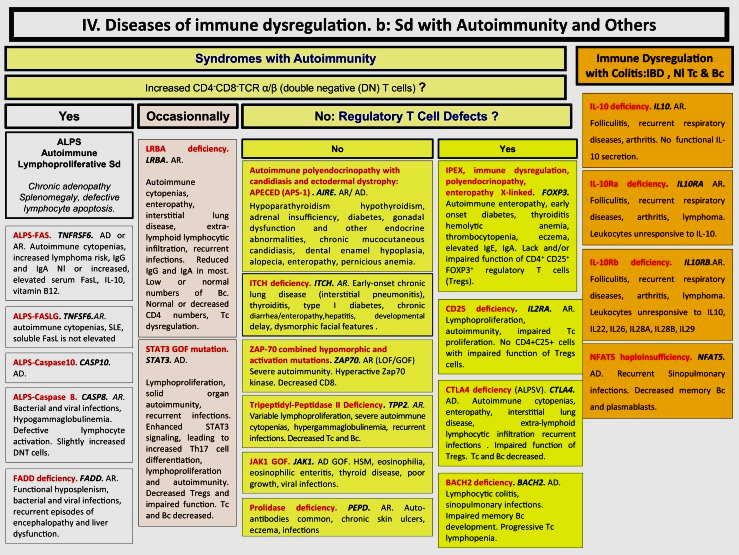 IV. Diseases of immune dysregulation. b: Sd with Autoimmunity and Others
Syndromes with Autoimmunity
Increased CD4-CD8-TCR α/β (double negative (DN) T cells) ?
Yes
ALPS
Autoimmune
Lymphoproliferative Sd
Chronic adenopathy
Splenomegaly, defective
lymphocyte apoptosis.
ALPS-FAS. TNFRSF6. AD or
AR. Autoimmune cytopenias,
increased lymphoma risk, IgG
and IgA Nl or increased,
elevated serum FasL, IL-10,
vitamin B12.
ALPS-FASLG. TNFSF6.AR.
autoimmune cytopenias, SLE,
soluble FasL is not elevated
ALPS-Caspase10. CASP10.
AD.
ALPS-Caspase 8. CASP8. AR.
Bacterial and viral infections,
Hypogammaglobulinemia.
Defective lymphocyte
activation. Slightly increased
DNT cells.
FADD deficiency. FADD. AR.
Functional hyposplenism,
bacterial and viral infections,
recurrent episodes of
encephalopathy and liver
dysfunction.
Occasionnally
LRBA deficiency.
LRBA. AR.
Autoimmune
cytopenias,
enteropathy,
interstitial lung
disease, extra-
lymphoid lymphocytic
infiltration, recurrent
infections. Reduced
IgG and IgA in most.
Low or normal
numbers of Bc.
Normal or decreased
CD4 numbers, Tc
dysregulation.
STAT3 GOF mutation.
STAT3. AD.
Lymphoproliferation,
solid organ
autoimmunity,
recurrent infections.
Enhanced STAT3
signaling, leading to
increased Th17 cell
differentiation,
lymphoproliferation
and autoimmunity.
Decreased Tregs and
impaired function. Tc
and Bc decreased.
No: Regulatory T Cell Defects ?
No
Autoimmune polyendocrinopathy with
candidiasis and ectodermal dystrophy:
APECED (APS-1) . AIRE. AR/ AD.
Hypoparathyroidism hypothyroidism,
adrenal insufficiency, diabetes, gonadal
dysfunction and other endocrine
abnormalities, chronic mucocutaneous
candidiasis, dental enamel hypoplasia,
alopecia, enteropathy, pernicious anemia.
ITCH deficiency. ITCH. AR. Early-onset chronic
lung disease (interstitial pneumonitis),
thyroiditis, type I diabetes, chronic
diarrhea/enteropathy,hepatitis, developmental
delay, dysmorphic facial features .
ZAP-70 combined hypomorphic and
activation mutations. ZAP70. AR (LOF/GOF)
Severe autoimmunity. Hyperactive Zap70
kinase. Decreased CD8.
Tripeptidyl-Peptidase II Deficiency. TPP2. AR.
Variable lymphoproliferation, severe autoimmune
cytopenias, hypergammaglobulinemia, recurrent
infections. Decreased Tc and Bc.
JAK1 GOF. JAK1. AD GOF. HSM, eosinophilia,
eosinophilic enteritis, thyroid disease, poor
growth, viral infections.
Prolidase deficiency. PEPD. AR. Auto-
antibodies common, chronic skin ulcers,
eczema, infections
Yes
IPEX, immune dysregulation,
polyendocrinopathy,
enteropathy X-linked. FOXP3.
Autoimmune enteropathy, early
onset diabetes, thyroiditis
hemolytic anemia,
thrombocytopenia, eczema,
elevated IgE, IgA. Lack and/or
impaired function of CD4+ CD25+
FOXP3+ regulatory T cells
(Tregs).
CD25 deficiency. IL2RA. AR.
Lymphoproliferation,
autoimmunity, impaired Tc
proliferation. No CD4+C25+ cells
with impaired function of Tregs
cells.
CTLA4 deficiency (ALPSV). CTLA4.
AD. Autoimmune cytopenias,
enteropathy, interstitial lung
disease, extra-lymphoid
lymphocytic infiltration recurrent
infections . Impaired function of
Tregs. Tc and Bc decreased.
BACH2 deficiency. BACH2. AD.
Lymphocytic colitis,
sinopulmonary infections.
Impaired memory Bc
development. Progressive Tc
lymphopenia.
Immune Dysregulation
with Colitis:IBD , Nl Tc & Bc
IL-10 deficiency. IL10. AR.
Folliculitis, recurrent respiratory
diseases, arthritis. No functional IL-
10 secretion.
IL-10Ra deficiency. IL10RA AR.
Folliculitis, recurrent respiratory
diseases, arthritis, lymphoma.
Leukocytes unresponsive to IL-10.
IL-10Rb deficiency. IL10RB.AR.
Folliculitis, recurrent respiratory
diseases, arthritis, lymphoma.
Leukocytes unresponsive to IL10,
IL22, IL26, IL28A, IL28B, IL29
NFAT5 haploinsufficiency. NFAT5.
AD. Recurrent Sinopulmonary
infections. Decreased memory Bc
and plasmablasts.